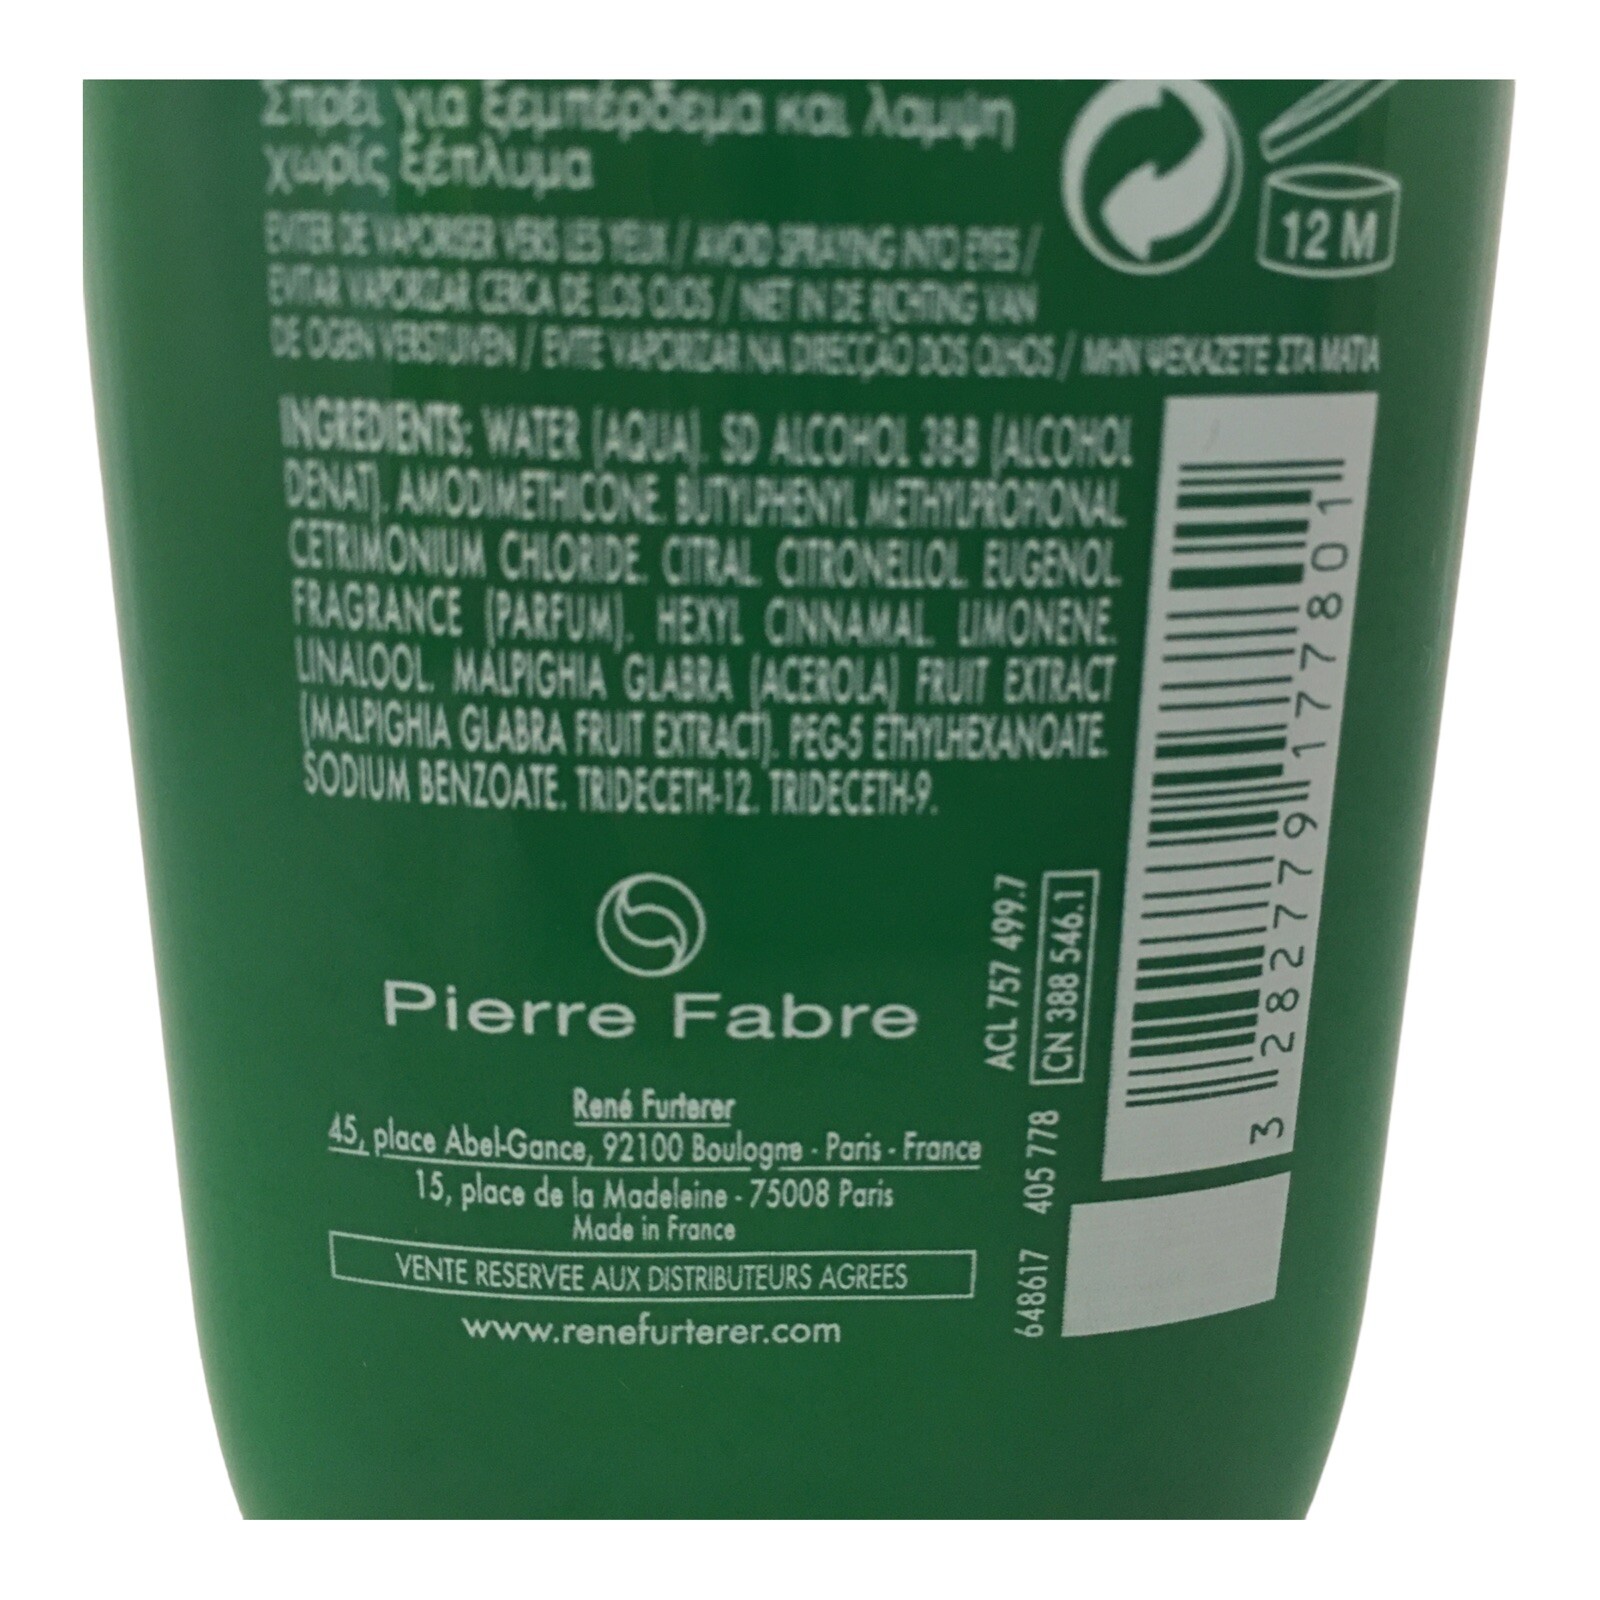 Σπρέι για ξεμπέρδεμα και λαμψη
χωρίς ξέπλυμα
12 M
EVITER DE VAPORISER VERS LES YEUX / AVOID SPRAYING INTO EYES /
EVITAR VAPORIZAR CERCA DE LOS OJOS / NIET IN DE RICHTING VAN
DE OGEN VERSTUIVEN / EVITE VAPORIZAR NA DIRECÇÃO DOS OLHOS / ΜΗΝ ΨΕΚΑΖΕΤΕ ΣΤΑ ΜΑΤΙΑ
INGREDIENTS: WATER (AQUA). SD ALCOHOL 38-B (ALCOHOL
DENAT). AMODIMETHICONE. BUTYLPHENYL METHYLPROPIONAL.
CETRIMONIUM CHLORIDE. CITRAL. CITRONELLOL. EUGENOL.
FRAGRANCE (PARFUM). HEXYL CINNAMAL. LIMONENE.
LINALOOL. MALPIGHIA GLABRA (ACEROLA) FRUIT EXTRACT
(MALPIGHIA GLABRA FRUIT EXTRACT). PEG-5 ETHYLHEXANOATE.
SODIUM BENZOATE. TRIDECETH-12. TRIDECETH-9.
Pierre Fabre
René Furterer
45, place Abel-Gance, 92100 Boulogne - Paris - France
15, place de la Madeleine - 75008 Paris
Made in France
VENTE RESERVEE AUX DISTRIBUTEURS AGREES
www.renefurterer.com
ACL 757 499.7
CN 388 546.1
648617 405 778
3 282779 177801